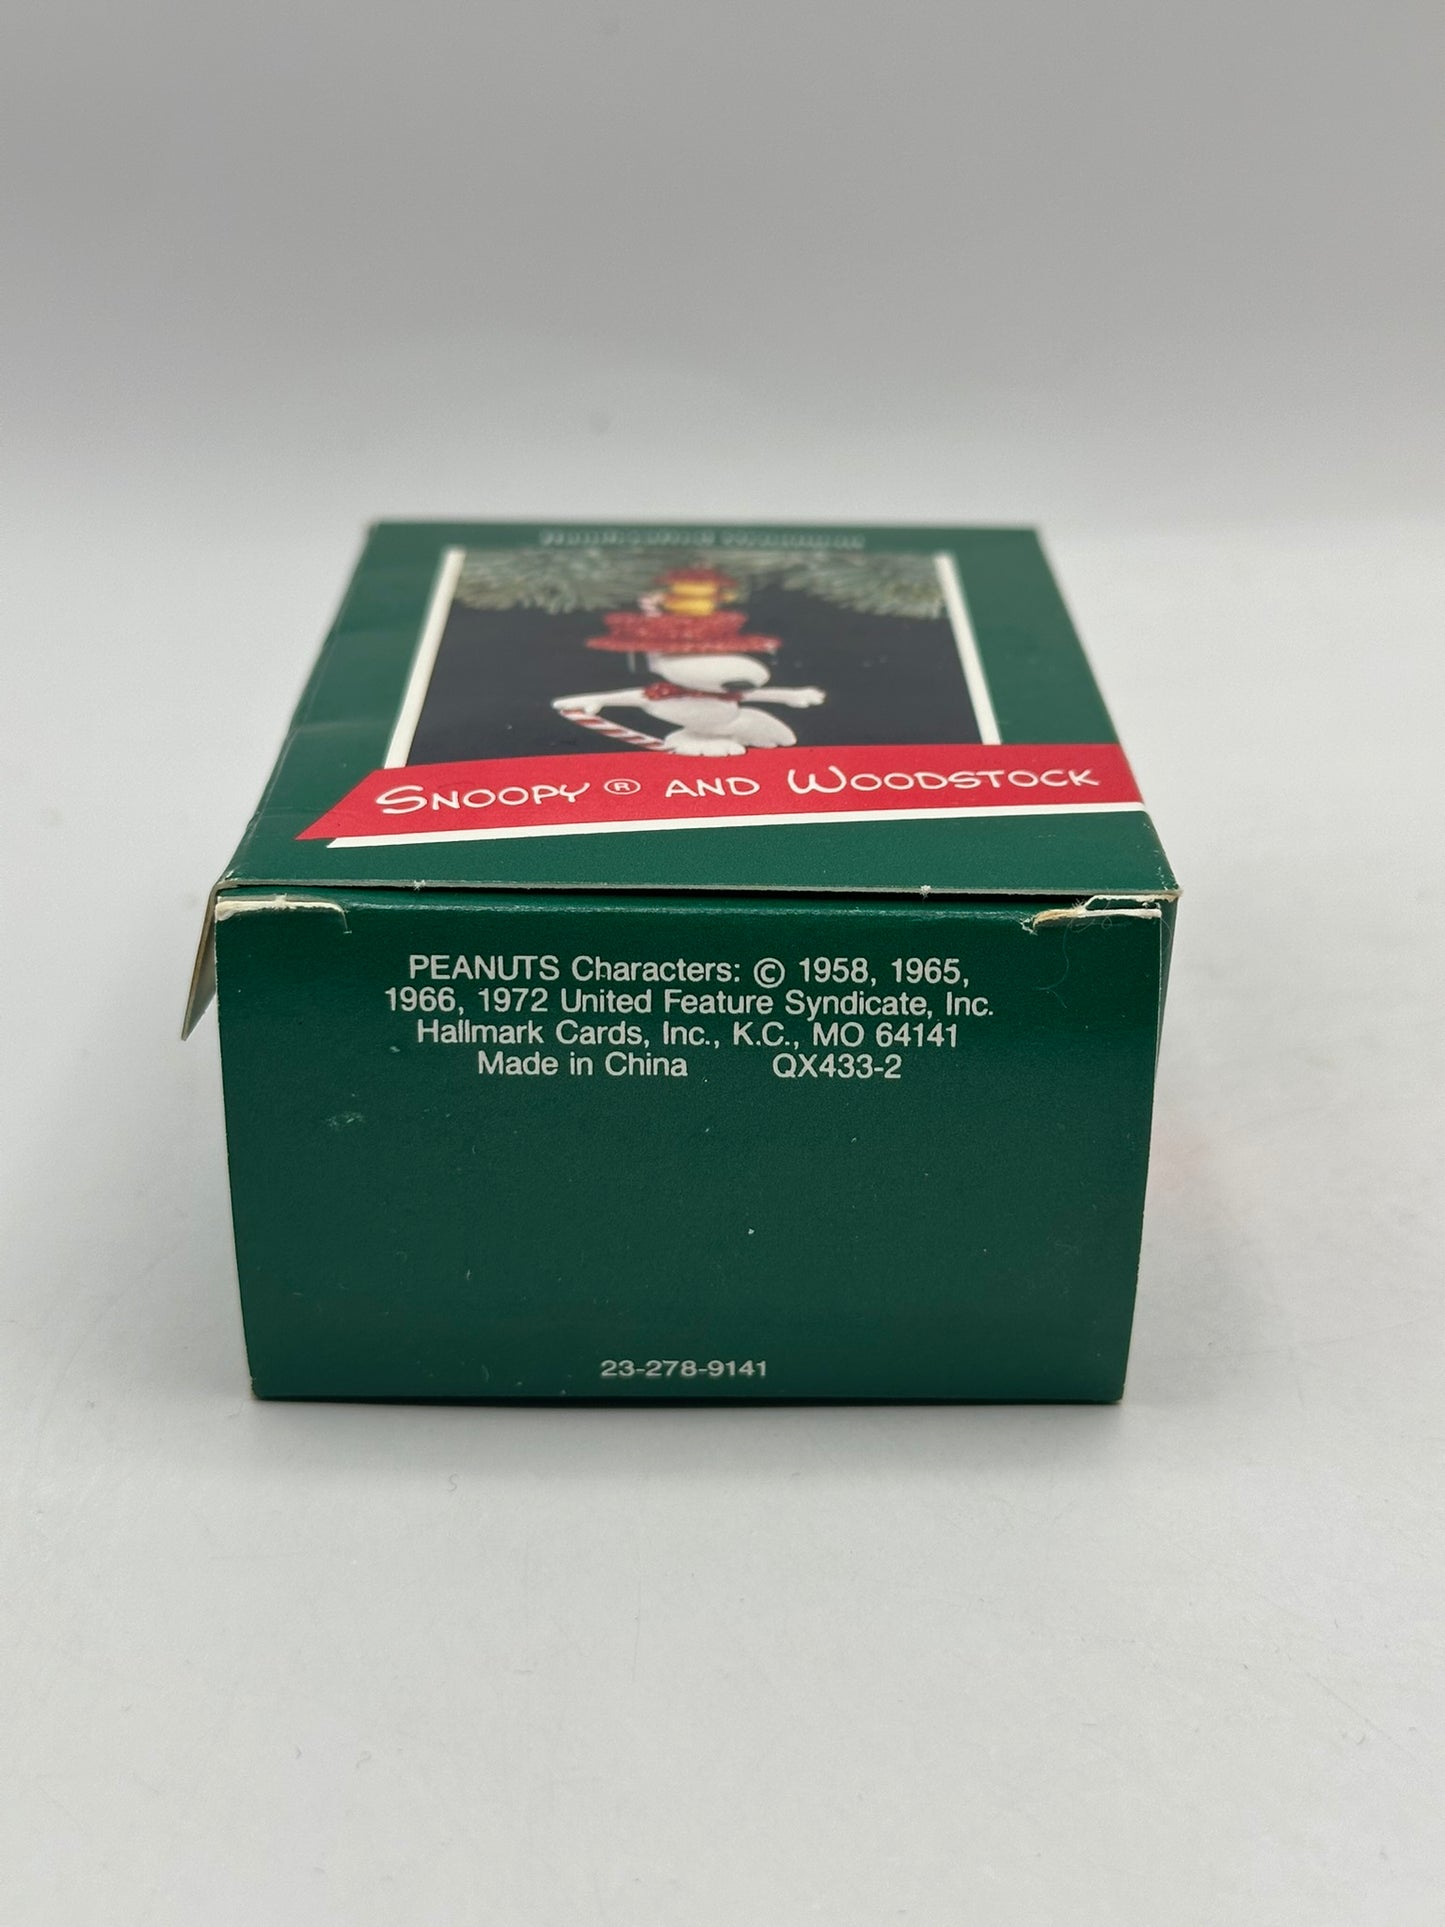 SNOOPY ® AND WOODSTOCK
PEANUTS Characters: © 1958, 1965,
1966, 1972 United Feature Syndicate, Inc.
Hallmark Cards, Inc., K.C., MO 64141
Made in China QX433-2
23-278-9141